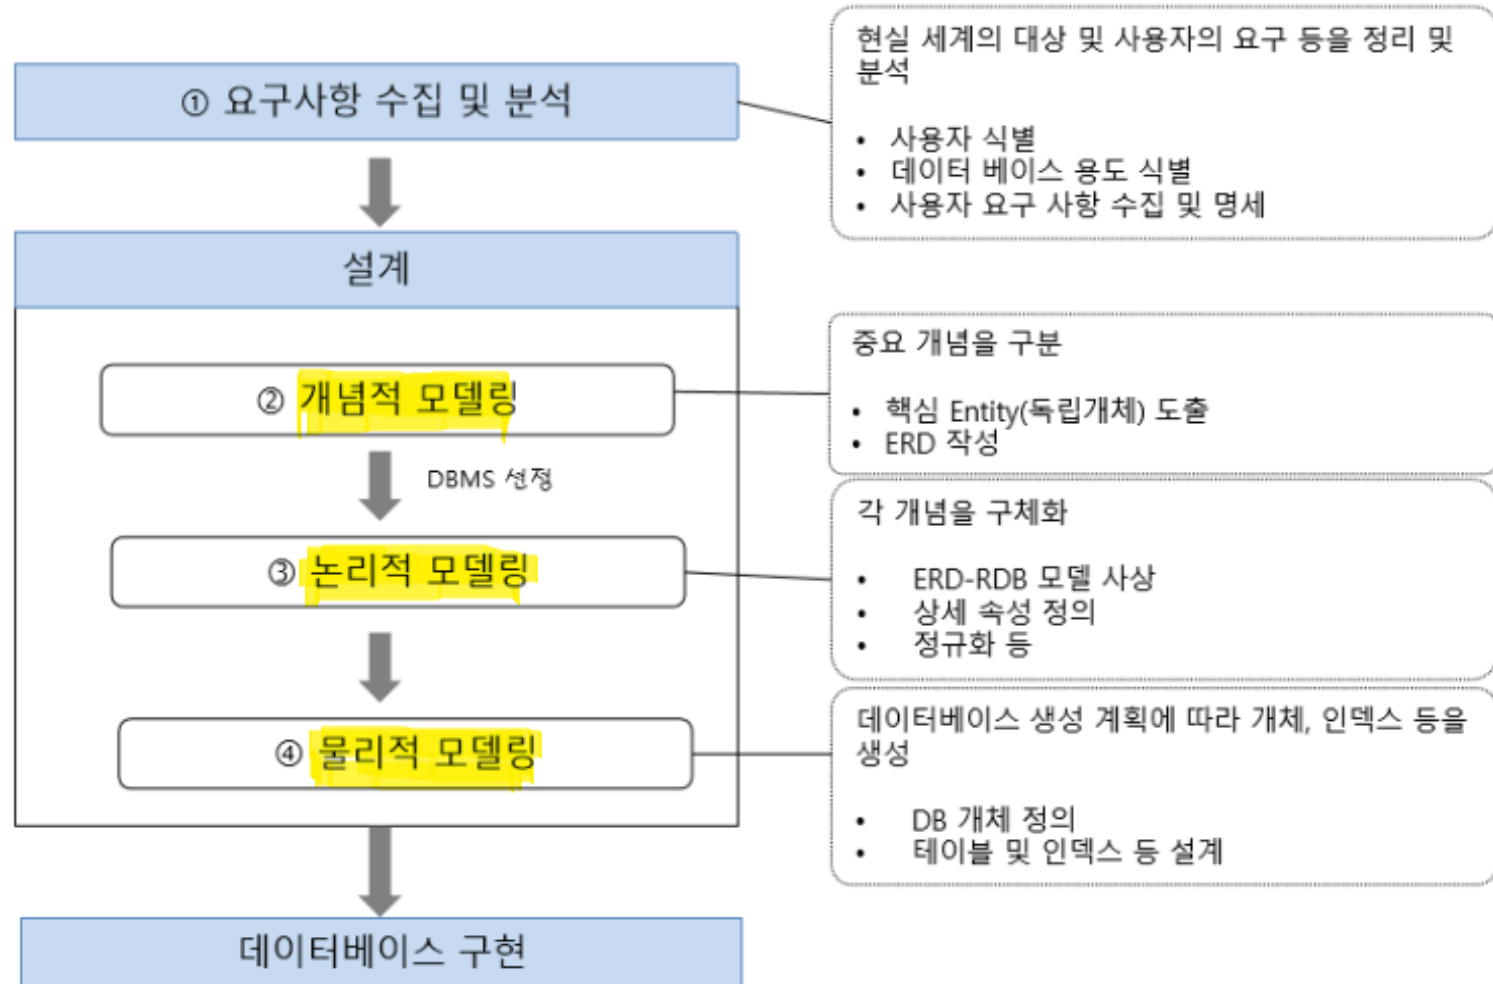 ① 요구사항 수집 및 분석
현실 세계의 대상 및 사용자의 요구 등을 정리 및
분석
• 사용자 식별
• 데이터 베이스 용도 식별
• 사용자 요구 사항 수집 및 명세
설계
② 개념적 모델링
중요 개념을 구분
• 핵심 Entity(독립개체) 도출
• ERD 작성
DBMS 선정
③ 논리적 모델링
각 개념을 구체화
• ERD-RDB 모델 사상
• 상세 속성 정의
• 정규화 등
④ 물리적 모델링
데이터베이스 생성 계획에 따라 개체, 인덱스 등을
생성
• DB 개체 정의
• 테이블 및 인덱스 등 설계
데이터베이스 구현